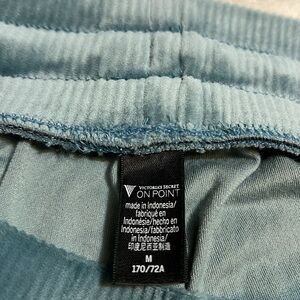 VICTORIA'S SECRET
ON POINT
made in Indonesia/
fabriqué en
Indonésie/hecho en
Indonesia/fabbricato
in Indonesia/
印度尼西亚制造
M
170/72A